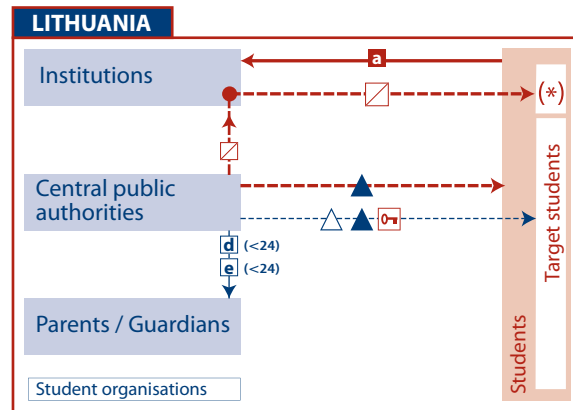 LITHUANIA
Institutions
a
(*)
Central public
authorities
d (<24)
e (<24)
Parents / Guardians
Student organisations
Students
Target students